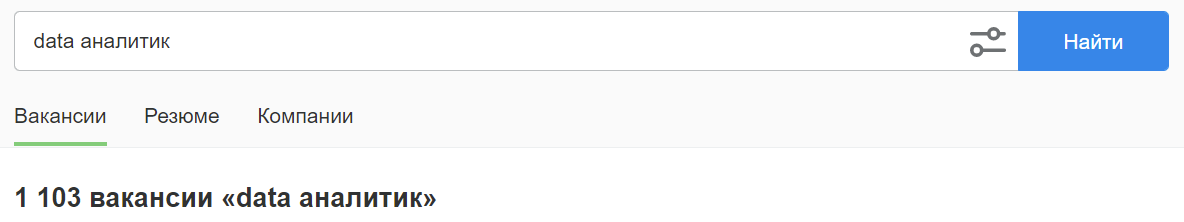 data аналитик
Найти
Вакансии Резюме Компании
1 103 вакансии «data аналитик»